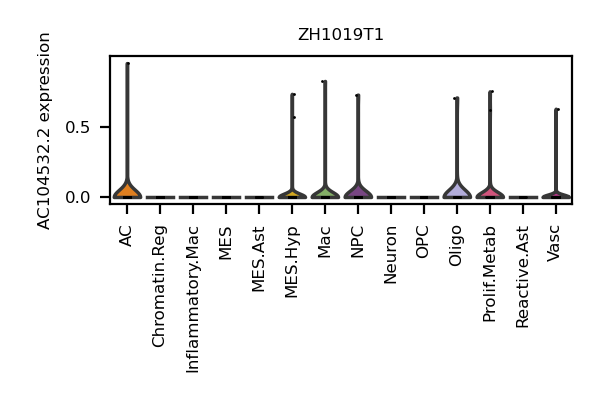 ZH1019T1
AC104532.2 expression
0.5
0.0
AC
Chromatin.Reg
Inflammatory.Mac
MES
MES.Ast
MES.Hyp
Mac
NPC
Neuron
OPC
Oligo
Prolif.Metab
Reactive.Ast
Vasc